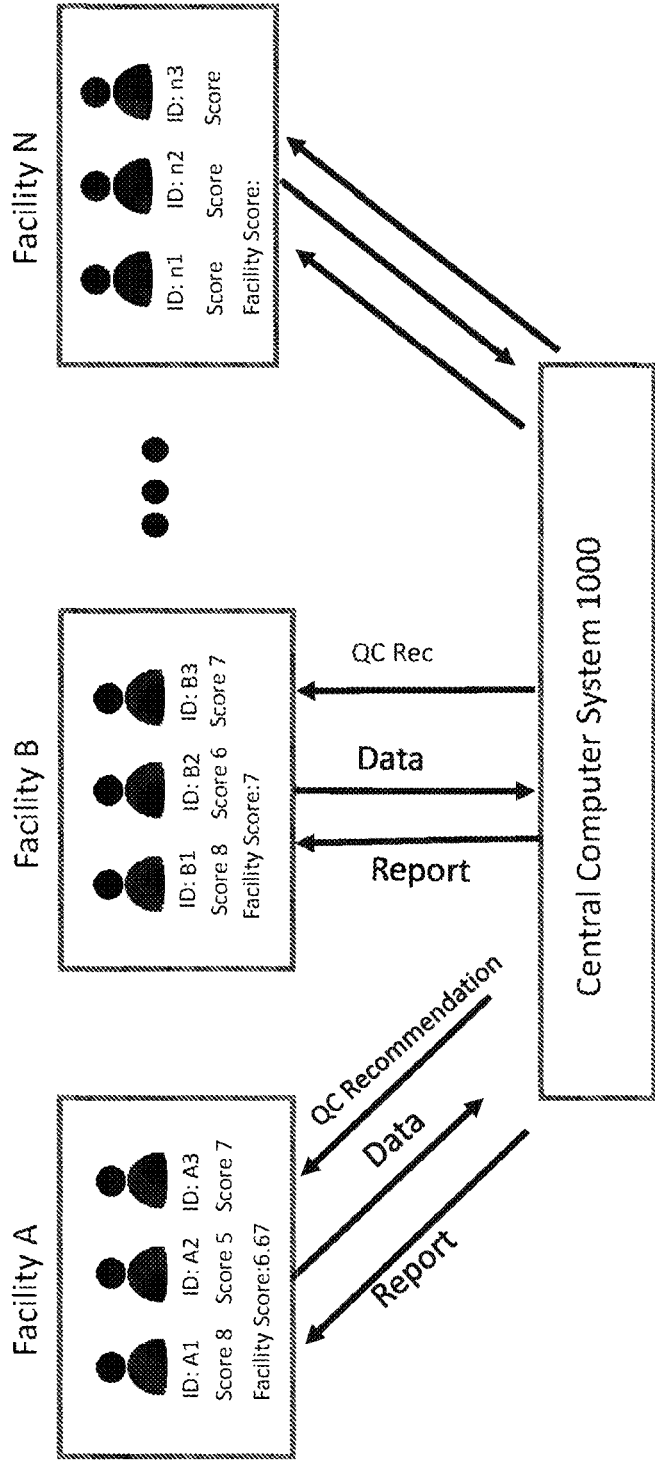 Facility A
ID: A1 ID: A2 ID: A3
Score 8 Score 5 Score 7
Facility Score:6.67
Facility B
ID: B1 ID: B2 ID: B3
Score 8 Score 6 Score 7
Facility Score:7
Facility N
ID: n1 ID: n2 ID: n3
Score Score Score
Facility Score:
Report
Data
QC Recommendation
Report
Data
QC Rec
Central Computer System 1000